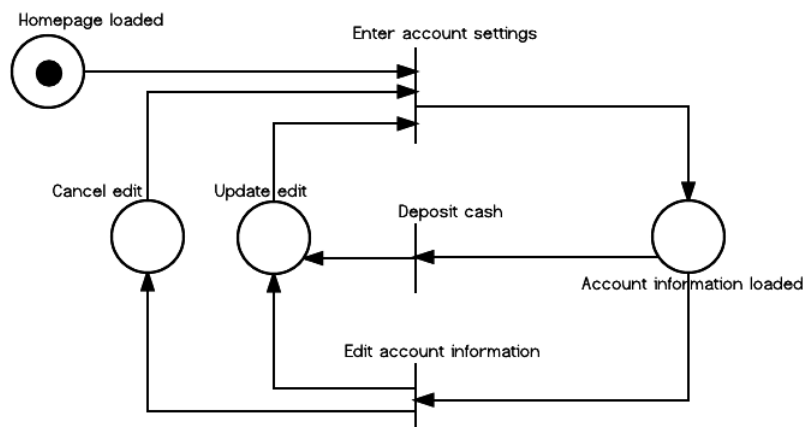 Homepage loaded
Enter account settings
Cancel edit
Update edit
Deposit cash
Account information loaded
Edit account information